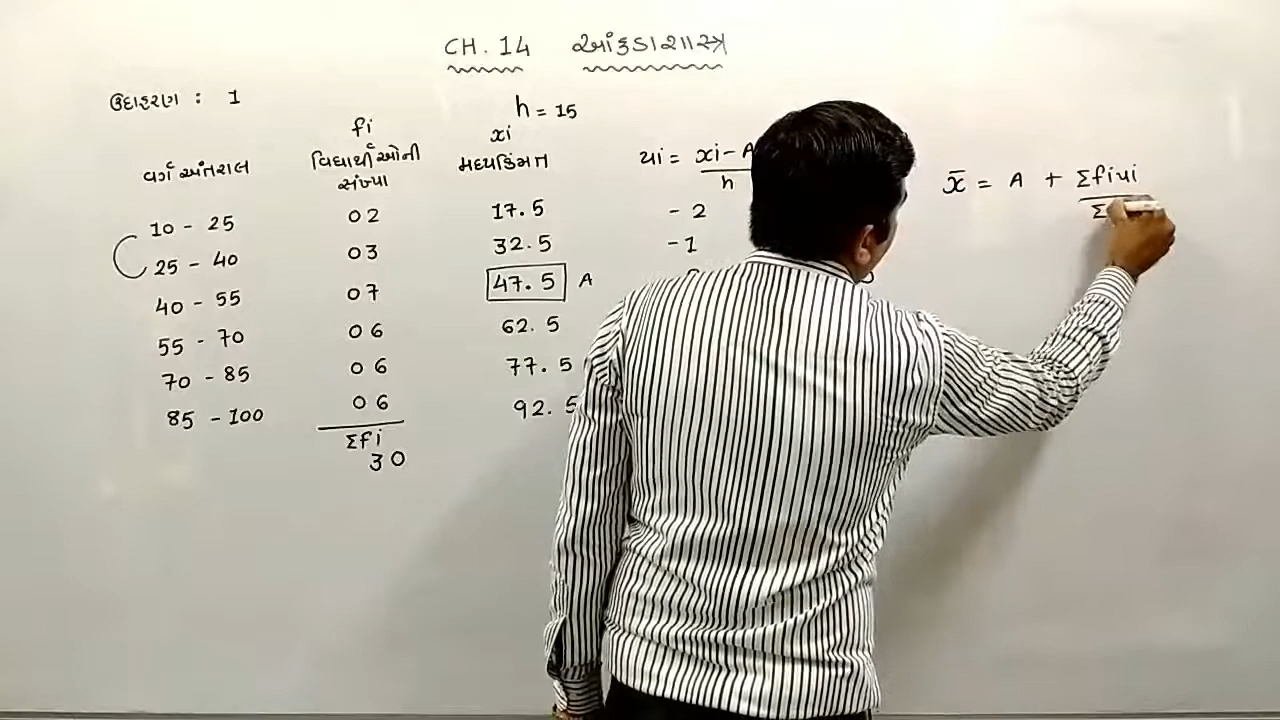 CH. 14 આંકડાશાસ્ત્ર
ઉદાહરણ : 1
h = 15
fi
xi
વર્ગ અંતરાલ
વિદ્યાર્થીઓની
સંખ્યા
મધ્યકિંમત
ui = xi - A
h
x̄ = A + Σfiui
Σ
10 - 25 02 17.5 -2
25 - 40 03 32.5 -1
40 - 55 07 47.5 A
55 - 70 06 62.5
70 - 85 06 77.5
85 - 100 06 92.5
Σfi
30